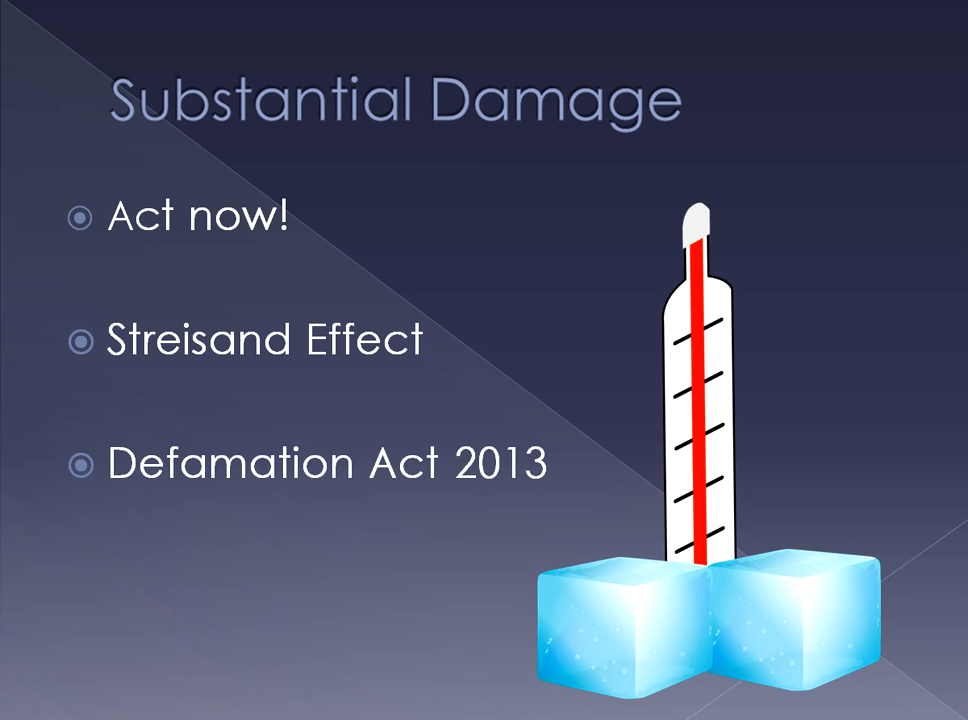 Substantial Damage
Act now!
Streisand Effect
Defamation Act 2013